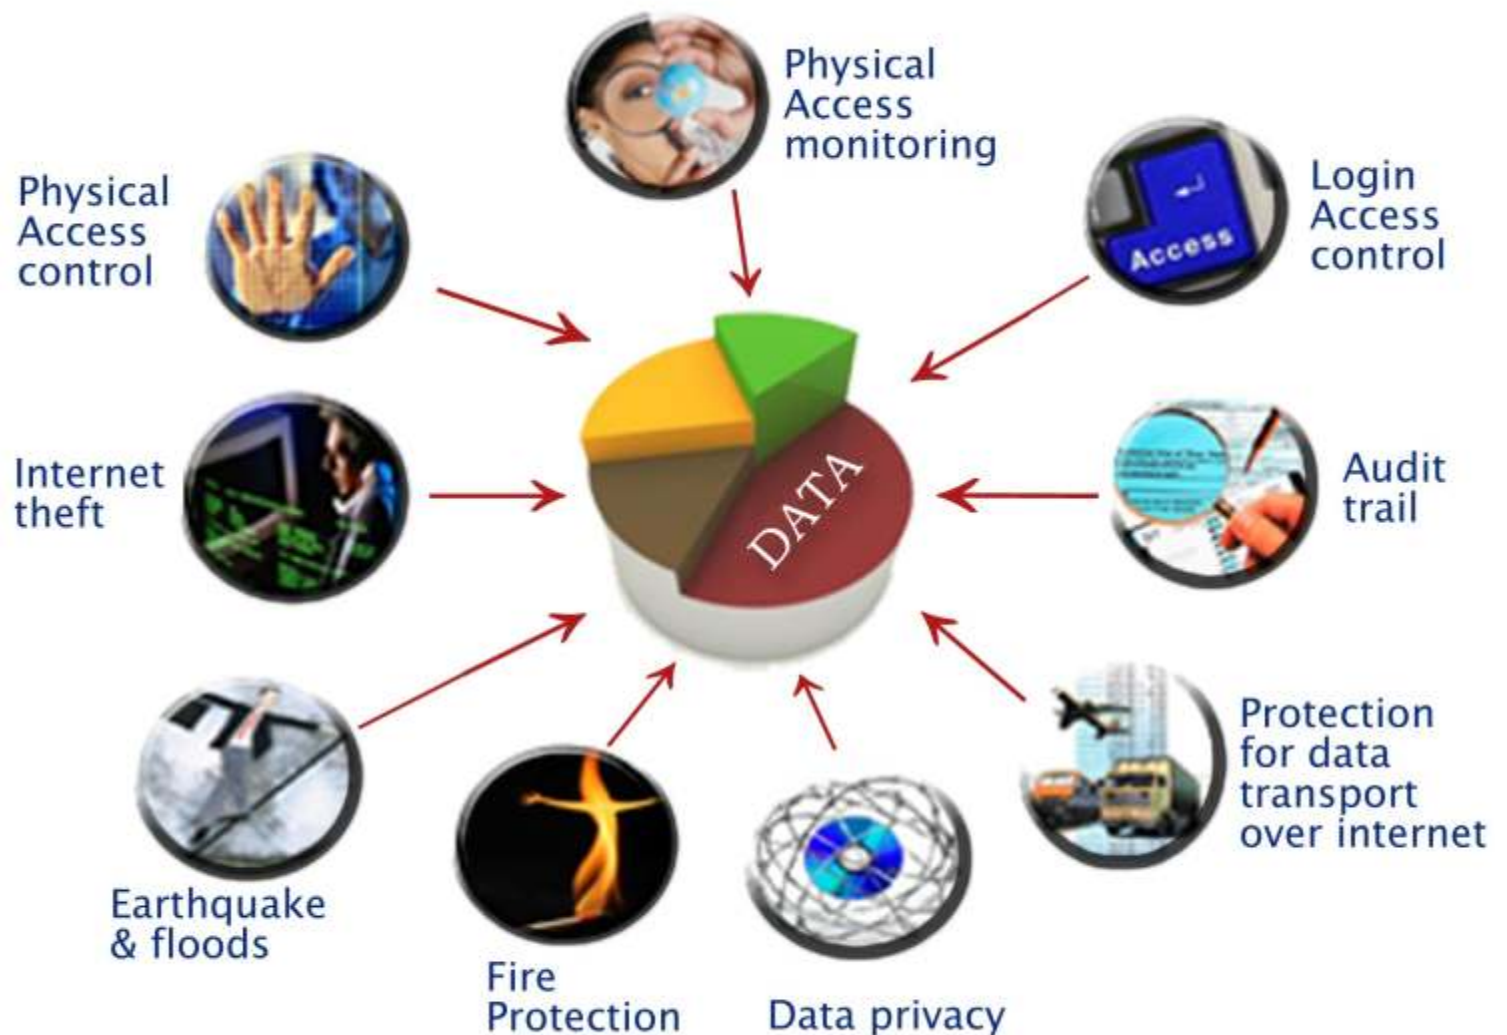 Physical
Access
monitoring
Physical
Access
control
Login
Access
control
Access
Internet
theft
DATA
Audit
trail
Earthquake
& floods
Protection
for data
transport
over internet
Fire
Protection
Data privacy